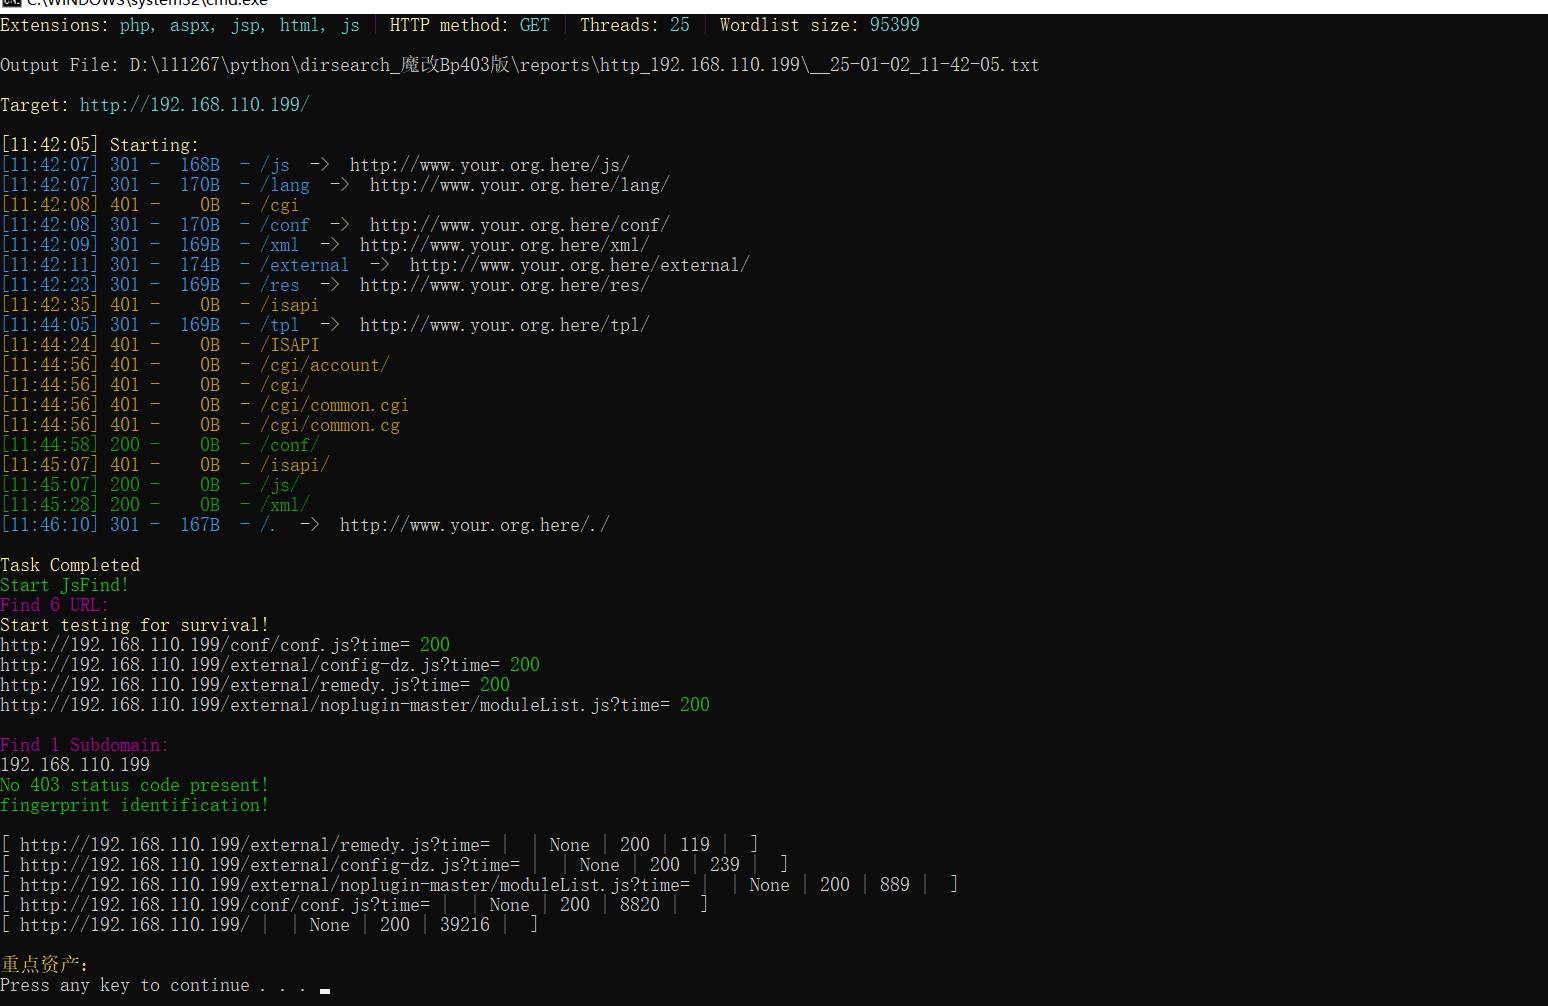 C:\WINDOWS\system32\cmd.exe
Extensions: php, aspx, jsp, html, js | HTTP method: GET | Threads: 25 | Wordlist size: 95399
Output File: D:\111267\python\dirsearch_魔改Bp403版\reports\http_192.168.110.199\__25-01-02_11-42-05.txt
Target: http://192.168.110.199/
[11:42:05] Starting:
[11:42:07] 301 -  168B  - /js  ->  http://www.your.org.here/js/
[11:42:07] 301 -  170B  - /lang  ->  http://www.your.org.here/lang/
[11:42:08] 401 -    0B  - /cgi
[11:42:08] 301 -  170B  - /conf  ->  http://www.your.org.here/conf/
[11:42:09] 301 -  169B  - /xml  ->  http://www.your.org.here/xml/
[11:42:11] 301 -  174B  - /external  ->  http://www.your.org.here/external/
[11:42:23] 301 -  169B  - /res  ->  http://www.your.org.here/res/
[11:42:35] 401 -    0B  - /isapi
[11:44:05] 301 -  169B  - /tpl  ->  http://www.your.org.here/tpl/
[11:44:24] 401 -    0B  - /ISAPI
[11:44:56] 401 -    0B  - /cgi/account/
[11:44:56] 401 -    0B  - /cgi/
[11:44:56] 401 -    0B  - /cgi/common.cgi
[11:44:56] 401 -    0B  - /cgi/common.cg
[11:44:58] 200 -    0B  - /conf/
[11:45:07] 401 -    0B  - /isapi/
[11:45:07] 200 -    0B  - /js/
[11:45:28] 200 -    0B  - /xml/
[11:46:10] 301 -  167B  - /.  ->  http://www.your.org.here/./
Task Completed
Start JsFind!
Find 6 URL:
Start testing for survival!
http://192.168.110.199/conf/conf.js?time= 200
http://192.168.110.199/external/config-dz.js?time= 200
http://192.168.110.199/external/remedy.js?time= 200
http://192.168.110.199/external/noplugin-master/moduleList.js?time= 200
Find 1 Subdomain:
192.168.110.199
No 403 status code present!
fingerprint identification!
[ http://192.168.110.199/external/remedy.js?time= |  | None | 200 | 119 |  ]
[ http://192.168.110.199/external/config-dz.js?time= |  | None | 200 | 239 |  ]
[ http://192.168.110.199/external/noplugin-master/moduleList.js?time= |  | None | 200 | 889 |  ]
[ http://192.168.110.199/conf/conf.js?time= |  | None | 200 | 8820 |  ]
[ http://192.168.110.199/ |  | None | 200 | 39216 |  ]
重点资产：
Press any key to continue . . .